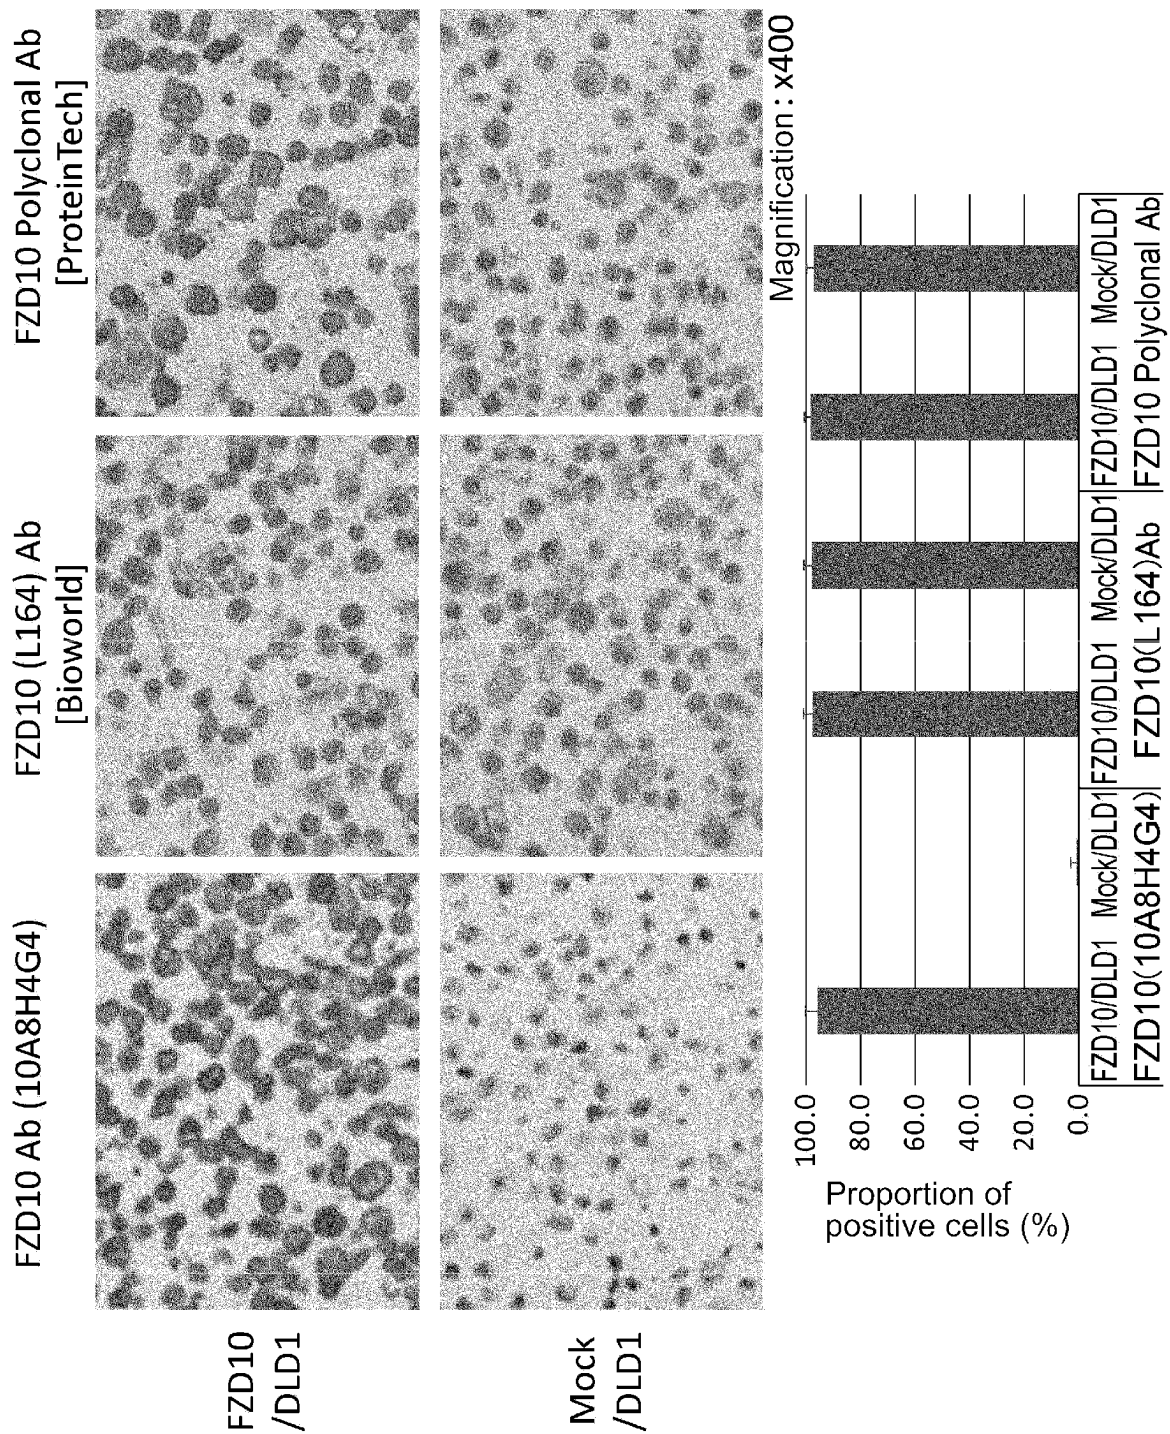 FZD10 Ab (10A8H4G4)
FZD10 (L164) Ab
[Bioworld]
FZD10 Polyclonal Ab
[ProteinTech]
FZD10
/DLD1
Mock
/DLD1
Magnification : x400
Proportion of
positive cells (%)
100.0
80.0
60.0
40.0
20.0
0.0
FZD10/DLD1 Mock/DLD1 FZD10/DLD1 Mock/DLD1 FZD10/DLD1 Mock/DLD1
FZD10(10A8H4G4) FZD10(L164)Ab FZD10 Polyclonal Ab